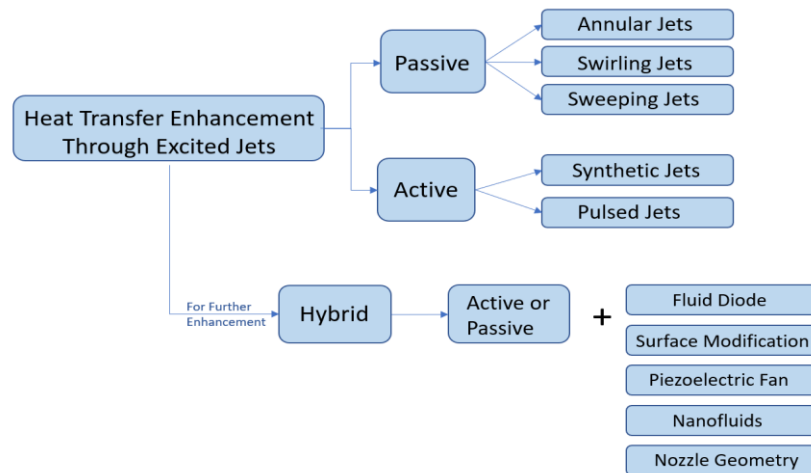 Heat Transfer Enhancement
Through Excited Jets
Passive
Annular Jets
Swirling Jets
Sweeping Jets
Active
Synthetic Jets
Pulsed Jets
For Further
Enhancement
Hybrid
Active or
Passive
+
Fluid Diode
Surface Modification
Piezoelectric Fan
Nanofluids
Nozzle Geometry